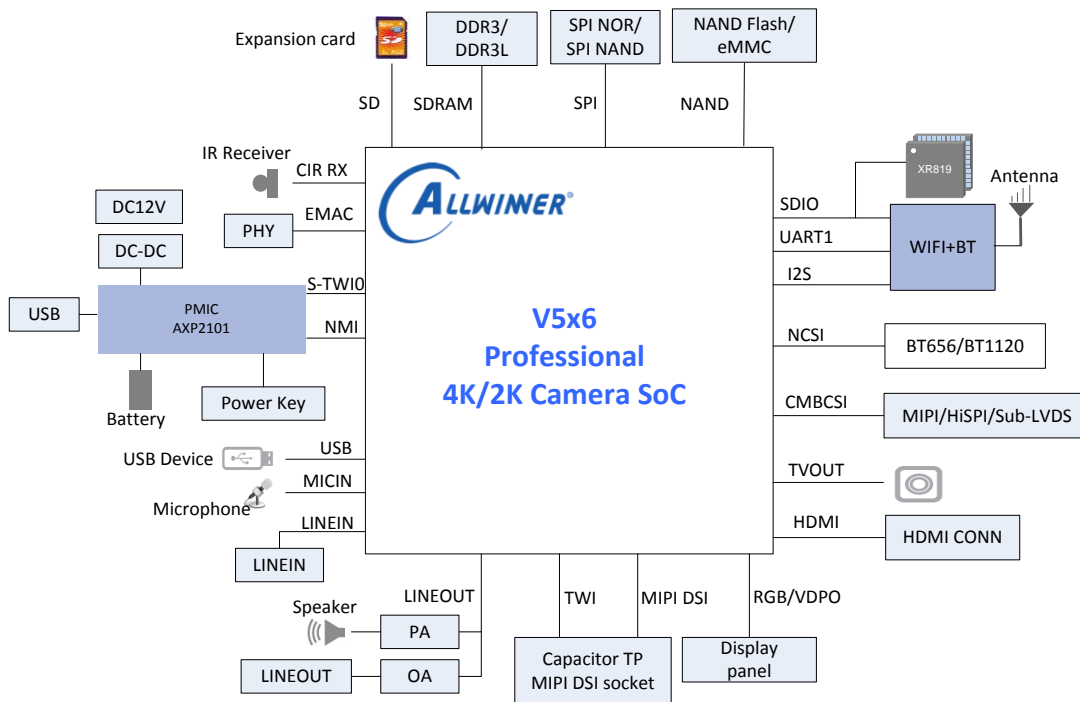 Expansion card
DDR3/
DDR3L
SPI NOR/
SPI NAND
NAND Flash/
eMMC
SD
SDRAM
SPI
NAND
IR Receiver
CIR RX
DC12V
EMAC
PHY
DC-DC
S-TWI0
USB
PMIC
AXP2101
NMI
Battery
Power Key
USB Device
USB
MICIN
Microphone
LINEIN
LINEIN
ALLWINNER®
V5x6
Professional
4K/2K Camera SoC
XR819
Antenna
SDIO
UART1
WIFI+BT
I2S
NCSI
BT656/BT1120
CMBCSI
MIPI/HiSPI/Sub-LVDS
TVOUT
HDMI
HDMI CONN
LINEOUT
TWI
MIPI DSI
RGB/VDPO
Speaker
PA
LINEOUT
OA
Capacitor TP
MIPI DSI socket
Display
panel